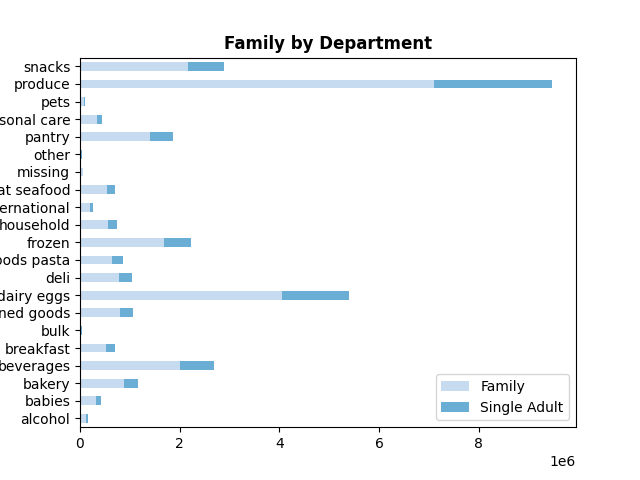 Family by Department
snacks
produce
pets
sonal care
pantry
other
missing
at seafood
ernational
household
frozen
oods pasta
deli
dairy eggs
ned goods
bulk
breakfast
beverages
bakery
babies
alcohol
Family
Single Adult
0 2 4 6 8
1e6